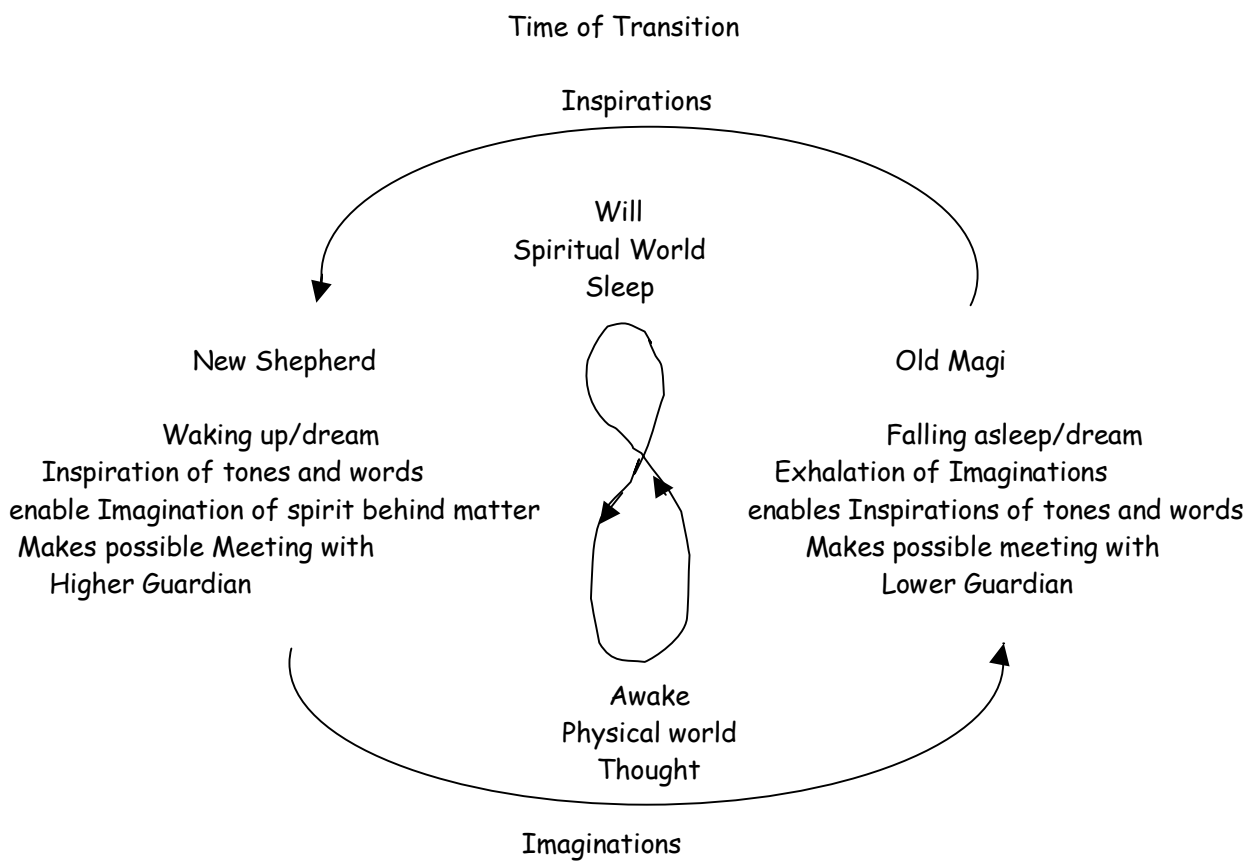 Time of Transition
Inspirations
Will
Spiritual World
Sleep
New Shepherd
Waking up/dream
Inspiration of tones and words
enable Imagination of spirit behind matter
Makes possible Meeting with
Higher Guardian
Old Magi
Falling asleep/dream
Exhalation of Imaginations
enables Inspirations of tones and words
Makes possible meeting with
Lower Guardian
Awake
Physical world
Thought
Imaginations